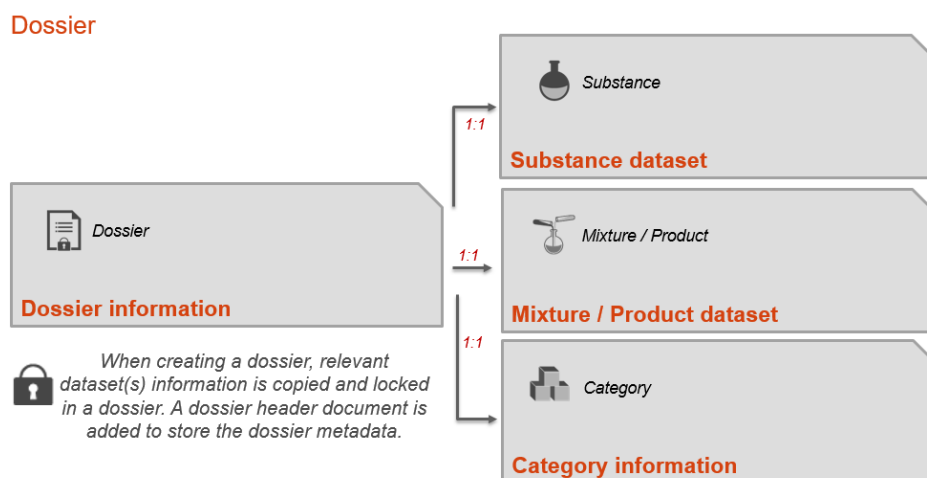 Dossier
Substance
1:1
Substance dataset
Dossier
Dossier information
1:1
Mixture / Product
Mixture / Product dataset
1:1
Category
Category information
When creating a dossier, relevant
dataset(s) information is copied and locked
in a dossier. A dossier header document is
added to store the dossier metadata.